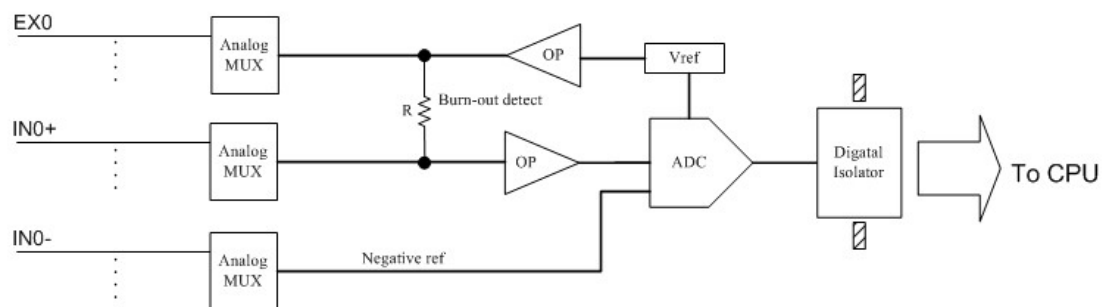 EX0
Analog
MUX
OP
Vref
R
Burn-out detect
IN0+
Analog
MUX
OP
ADC
Digatal
Isolator
To CPU
IN0-
Analog
MUX
Negative ref